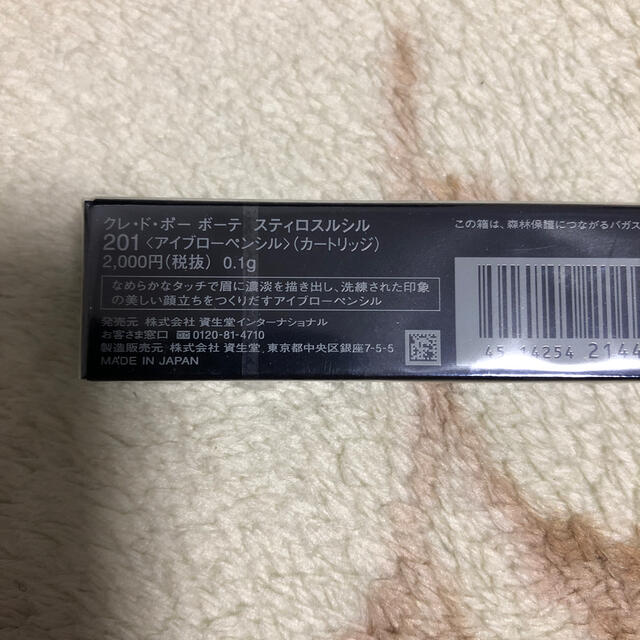 クレ・ド・ポー ボーテ スティロスルシル
201〈アイブローペンシル〉(カートリッジ)
2,000円(税抜) 0.1g
なめらかなタッチで眉に濃淡を描き出し、洗練された印象
の美しい顔立ちをつくりだすアイブローペンシル
発売元 株式会社 資生堂インターナショナル
お客さま窓口 0120-81-4710
製造販売元 株式会社 資生堂, 東京都中央区銀座7-5-5
MADE IN JAPAN
この箱は、森林保護につながるバガス
45 14254 2144